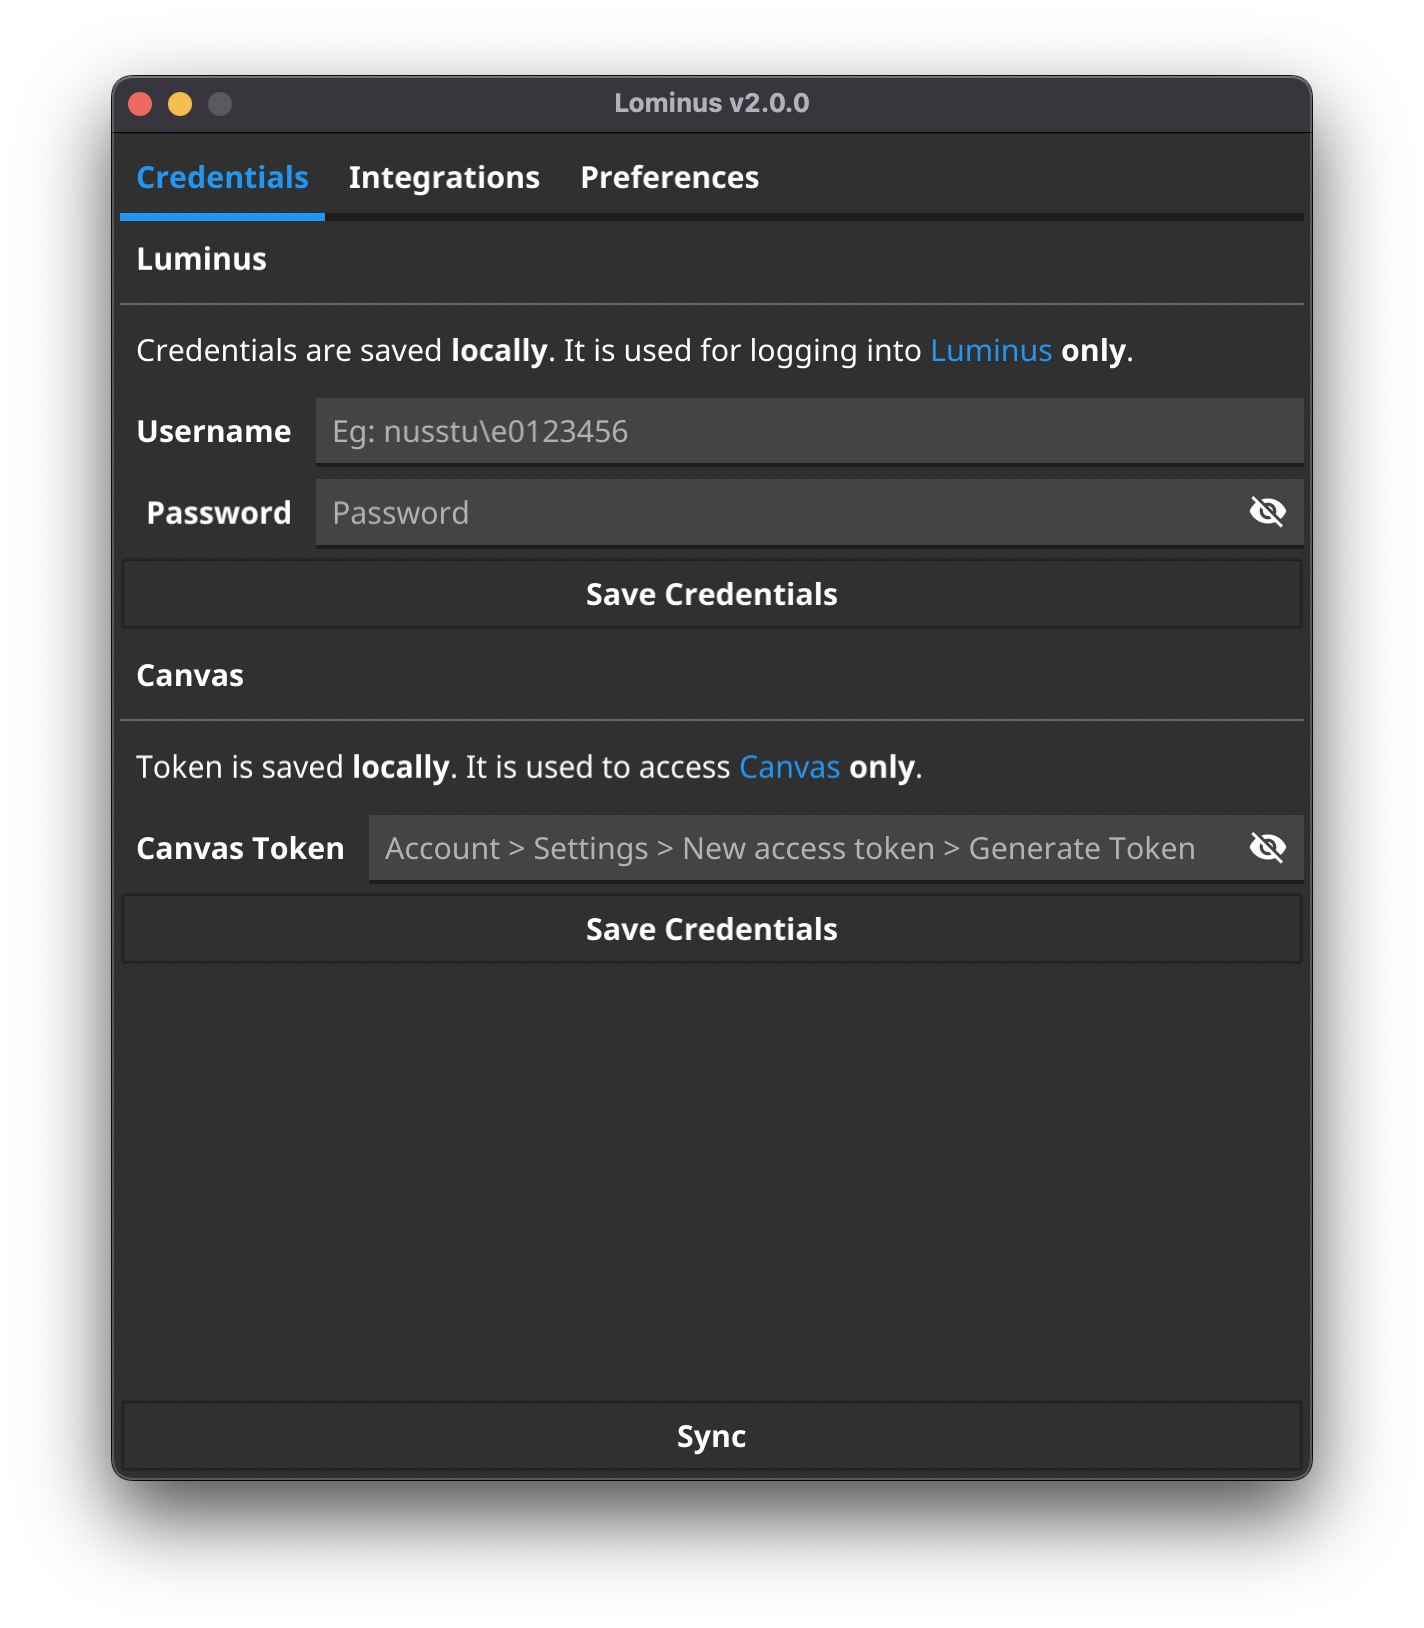 Lominus v2.0.0
Credentials Integrations Preferences
Luminus
Credentials are saved locally. It is used for logging into Luminus only.
Username Eg: nusstu\e0123456
Password Password
Save Credentials
Canvas
Token is saved locally. It is used to access Canvas only.
Canvas Token Account > Settings > New access token > Generate Token
Save Credentials
Sync